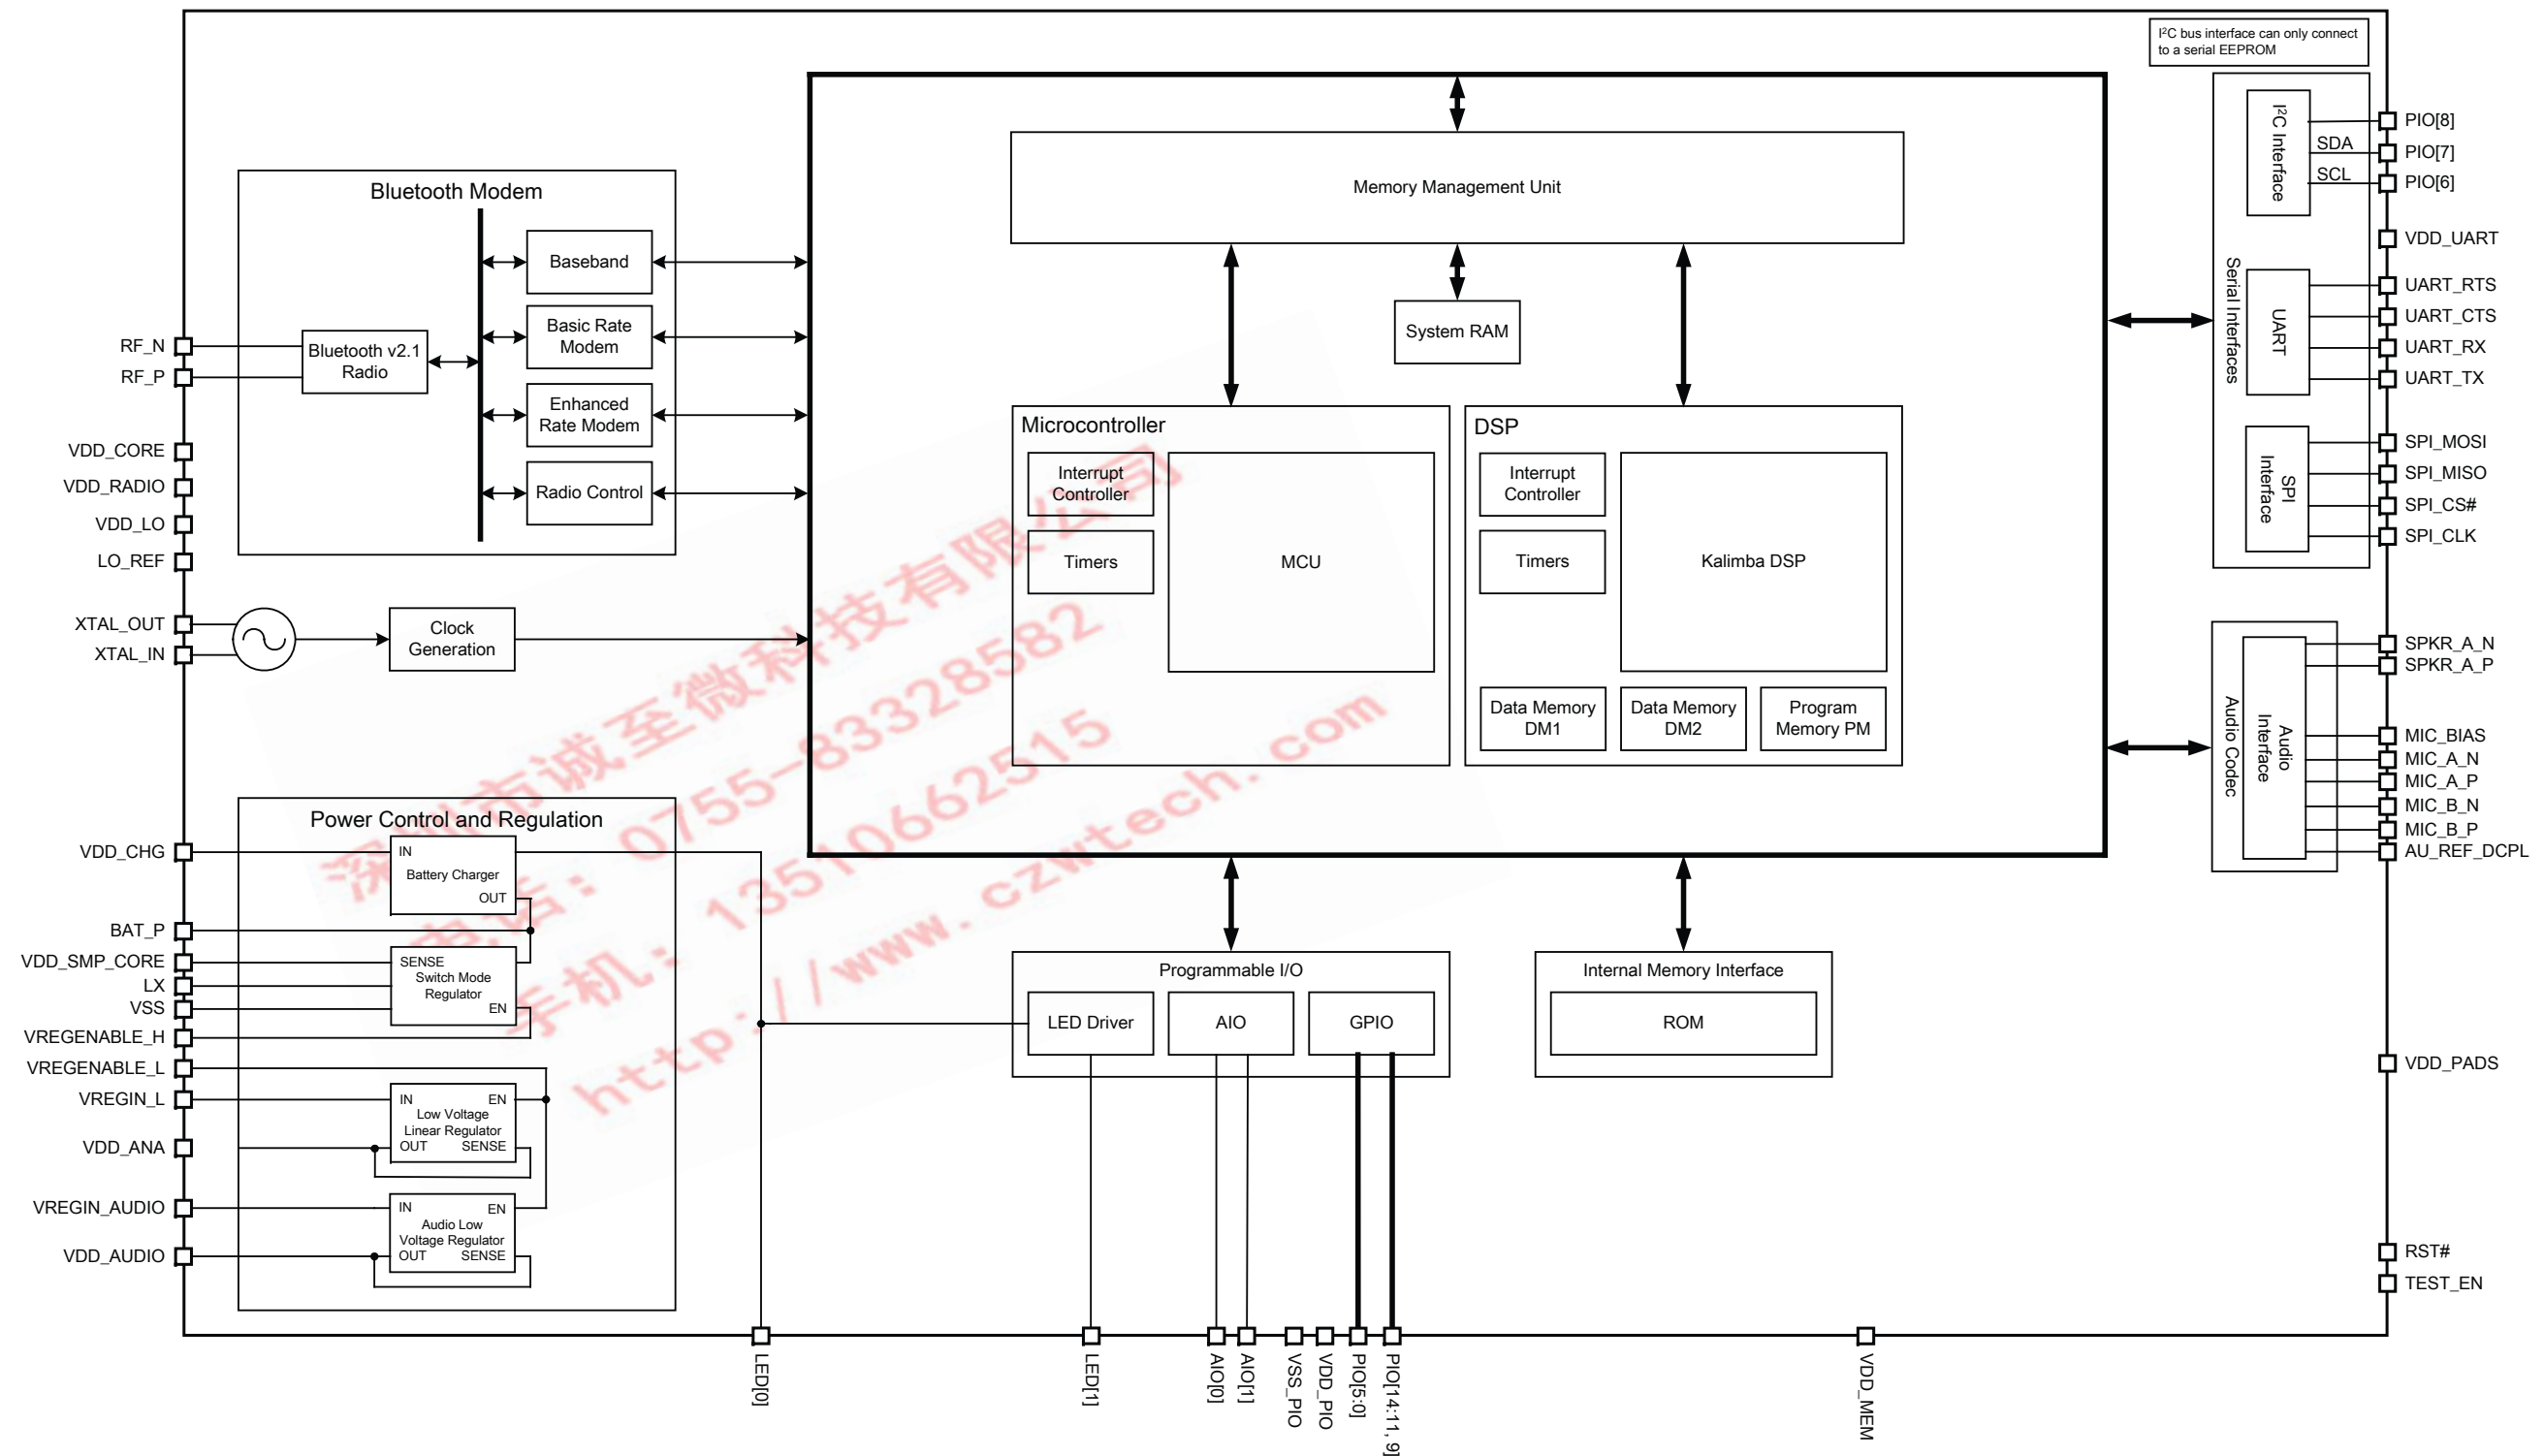 I²C bus interface can only connect
to a serial EEPROM
Bluetooth Modem
Baseband
Basic Rate
Modem
Enhanced
Rate Modem
Radio Control
Bluetooth v2.1
Radio
RF_N
RF_P
VDD_CORE
VDD_RADIO
VDD_LO
LO_REF
XTAL_OUT
XTAL_IN
Clock
Generation
Memory Management Unit
System RAM
Microcontroller
Interrupt
Controller
Timers
MCU
DSP
Interrupt
Controller
Timers
Kalimba DSP
Data Memory
DM1
Data Memory
DM2
Program
Memory PM
Serial Interfaces
I²C Interface
SDA
SCL
PIO[8]
PIO[7]
PIO[6]
VDD_UART
UART
UART_RTS
UART_CTS
UART_RX
UART_TX
SPI
Interface
SPI_MOSI
SPI_MISO
SPI_CS#
SPI_CLK
Audio Codec
Audio
Interface
SPKR_A_N
SPKR_A_P
MIC_BIAS
MIC_A_N
MIC_A_P
MIC_B_N
MIC_B_P
AU_REF_DCPL
VDD_PADS
RST#
TEST_EN
Power Control and Regulation
IN
Battery Charger
OUT
SENSE
Switch Mode
Regulator
EN
IN EN
Low Voltage
Linear Regulator
OUT SENSE
IN EN
Audio Low
Voltage Regulator
OUT SENSE
VDD_CHG
BAT_P
VDD_SMP_CORE
LX
VSS
VREGENABLE_H
VREGENABLE_L
VREGIN_L
VDD_ANA
VREGIN_AUDIO
VDD_AUDIO
Programmable I/O
LED Driver
AIO
GPIO
Internal Memory Interface
ROM
LED[0]
LED[1]
AIO[0]
AIO[1]
VSS_PIO
VDD_PIO
PIO[5:0]
PIO[14:11, 9]
VDD_MEM
深圳市诚至微科技有限公司
电话：0755-83328582
手机：13510662515
http://www.czwtech.com